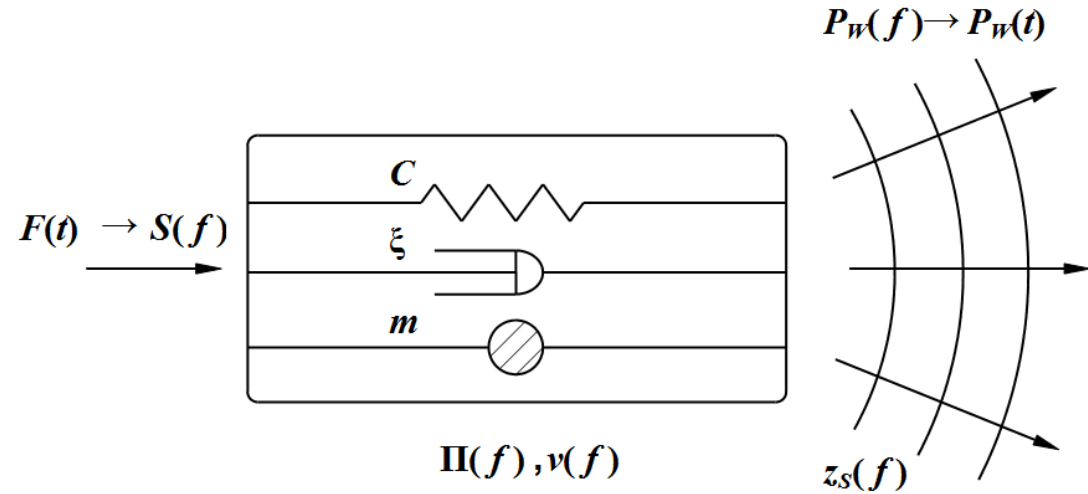 P_W(f)→P_W(t)
C
F(t) → S(f)
ξ
m
Π(f) , v(f)
z_S(f)